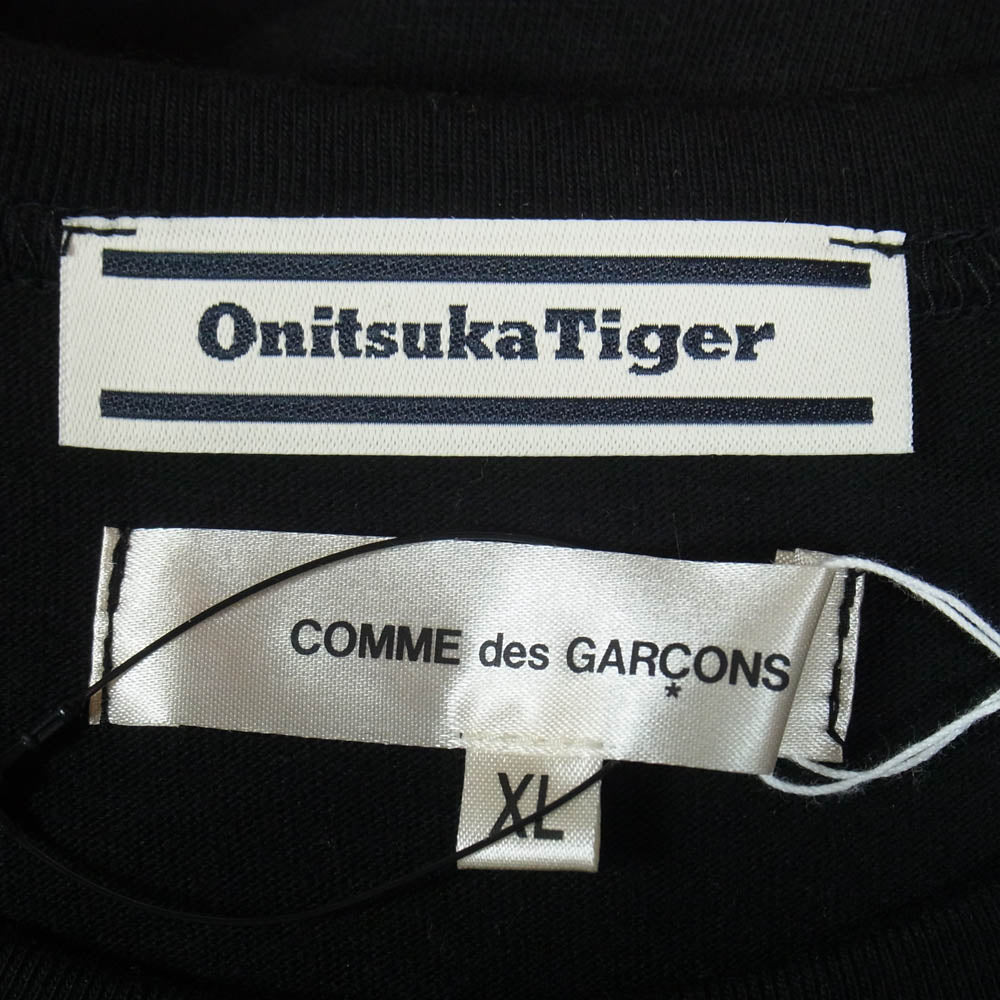 OnitsukaTiger
COMME des GARÇONS
*
XL